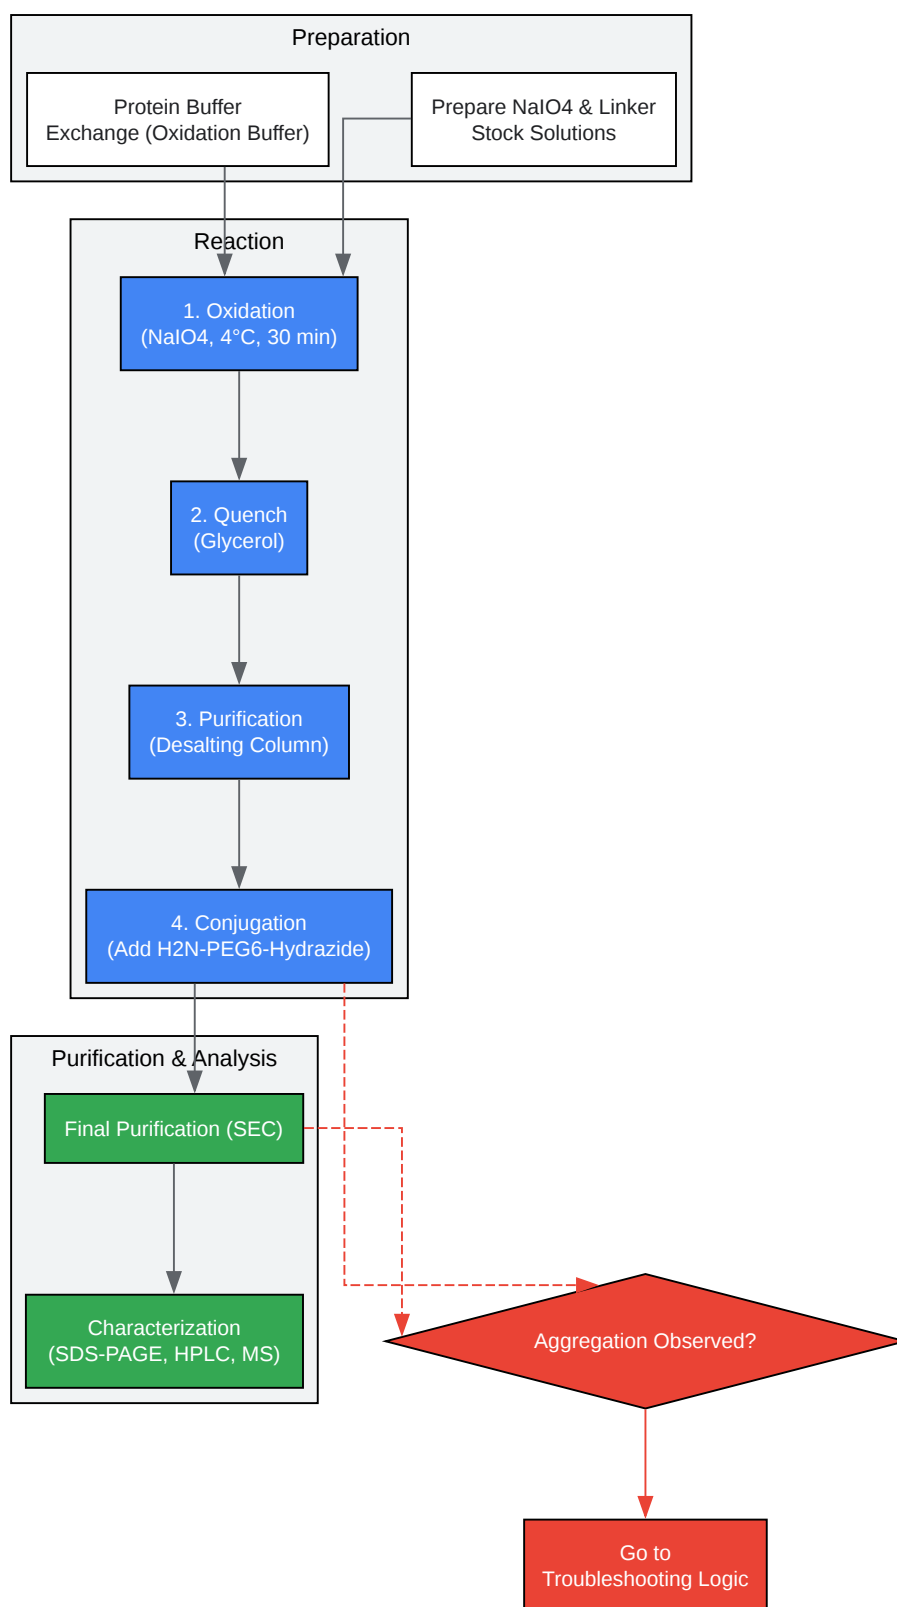 Preparation
Protein Buffer
Exchange (Oxidation Buffer)
Prepare NaIO4 & Linker
Stock Solutions
Reaction
1. Oxidation
(NaIO4, 4°C, 30 min)
2. Quench
(Glycerol)
3. Purification
(Desalting Column)
4. Conjugation
(Add H2N-PEG6-Hydrazide)
Purification & Analysis
Final Purification (SEC)
Characterization
(SDS-PAGE, HPLC, MS)
Aggregation Observed?
Go to
Troubleshooting Logic